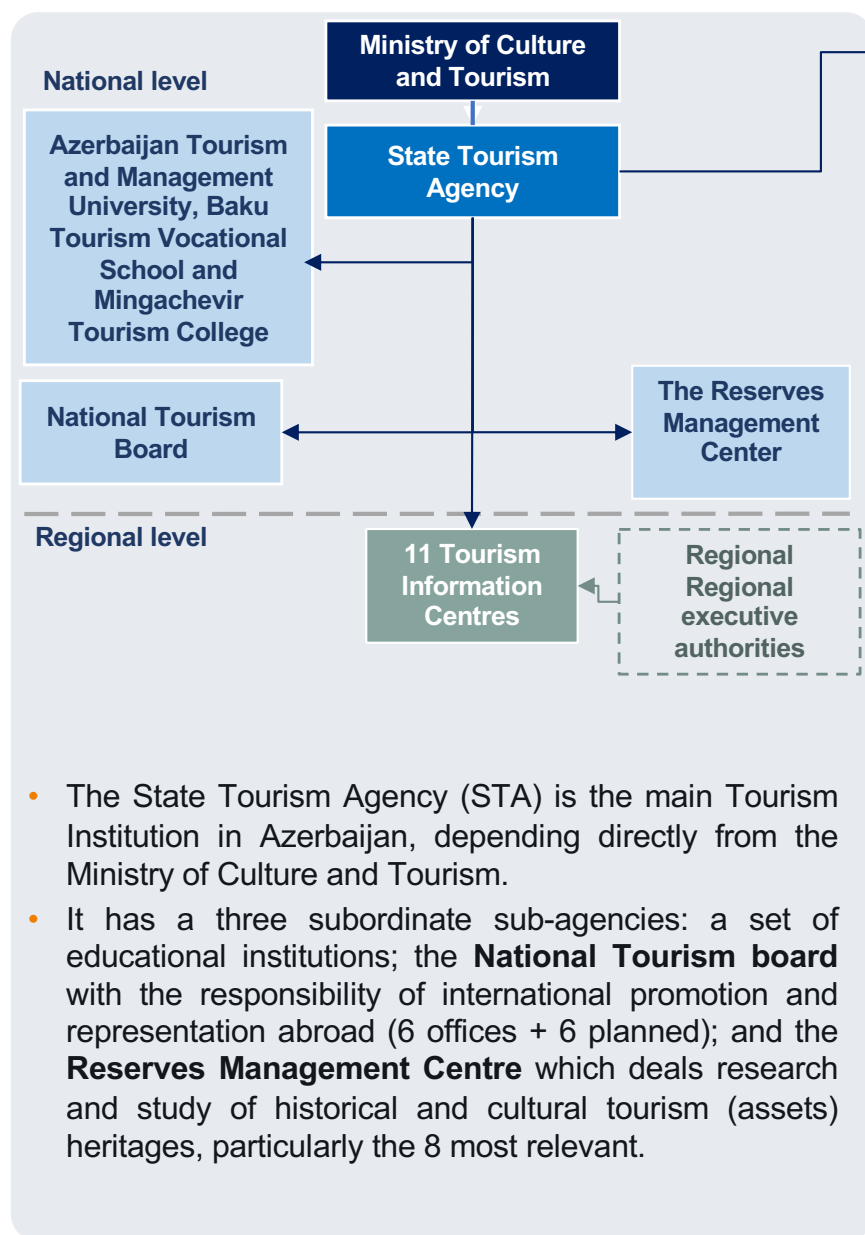 Ministry of Culture
and Tourism
National level
State Tourism
Agency
Azerbaijan Tourism
and Management
University, Baku
Tourism Vocational
School and
Mingachevir
Tourism College
National Tourism
Board
The Reserves
Management
Center
Regional level
11 Tourism
Information
Centres
Regional
Regional
executive
authorities
• The State Tourism Agency (STA) is the main Tourism
Institution in Azerbaijan, depending directly from the
Ministry of Culture and Tourism.
• It has a three subordinate sub-agencies: a set of
educational institutions; the National Tourism board
with the responsibility of international promotion and
representation abroad (6 offices + 6 planned); and the
Reserves Management Centre which deals research
and study of historical and cultural tourism (assets)
heritages, particularly the 8 most relevant.